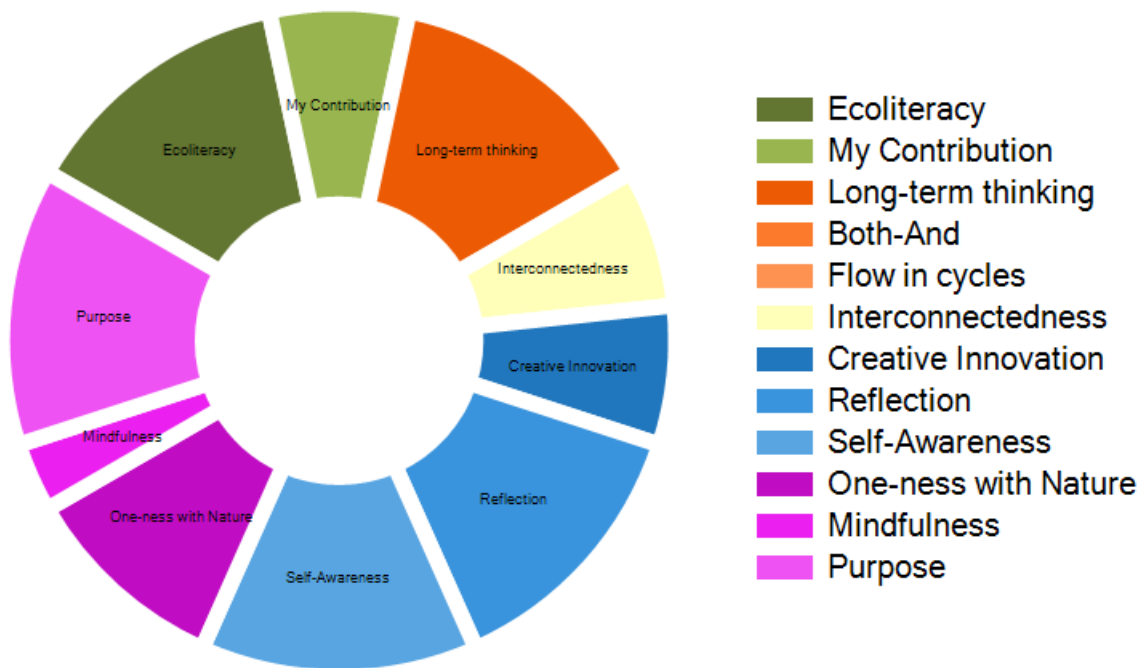 My Contribution
Ecoliteracy
Long-term thinking
Interconnectedness
Purpose
Creative Innovation
Mindfulness
Reflection
One-ness with Nature
Self-Awareness
Ecoliteracy
My Contribution
Long-term thinking
Both-And
Flow in cycles
Interconnectedness
Creative Innovation
Reflection
Self-Awareness
One-ness with Nature
Mindfulness
Purpose